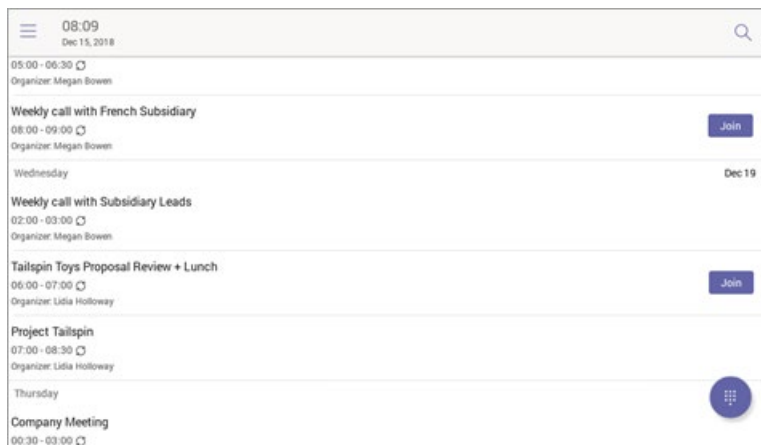 08:09
Dec 15, 2018
05:00 - 06:30
Organizer: Megan Bowen
Weekly call with French Subsidiary
08:00 - 09:00
Organizer: Megan Bowen
Join
Wednesday Dec 19
Weekly call with Subsidiary Leads
02:00 - 03:00
Organizer: Megan Bowen
Tailspin Toys Proposal Review + Lunch
06:00 - 07:00
Organizer: Lidia Holloway
Join
Project Tailspin
07:00 - 08:30
Organizer: Lidia Holloway
Thursday
Company Meeting
00:30 - 03:00